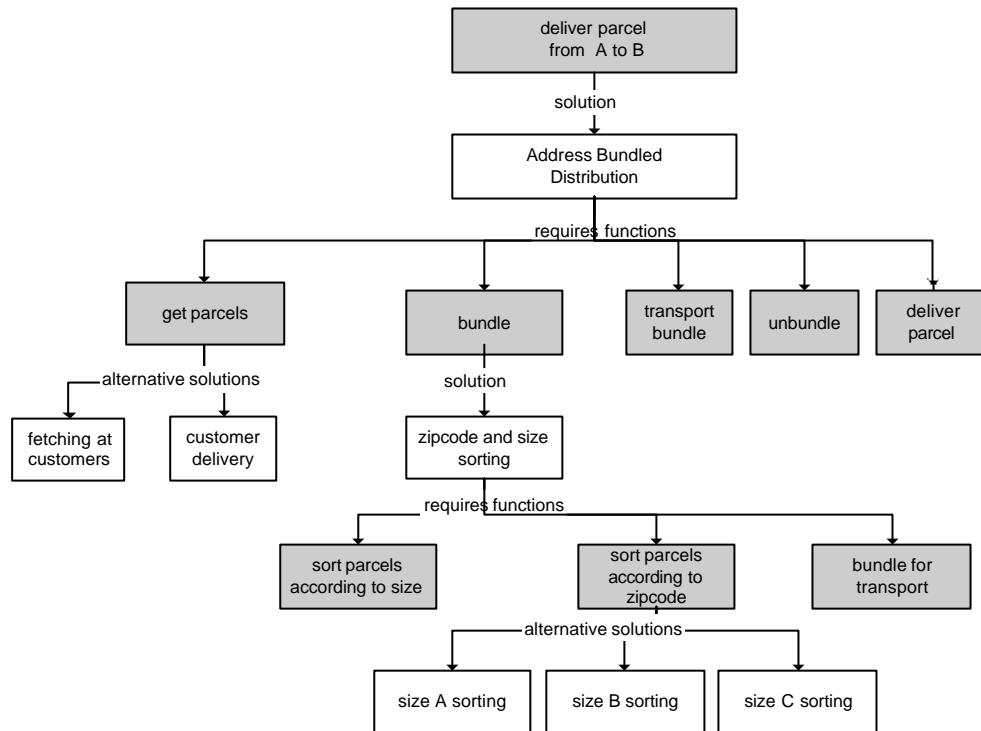 deliver parcel
from A to B
solution
Address Bundled
Distribution
requires functions
get parcels
bundle
transport
bundle
unbundle
deliver
parcel
alternative solutions
solution
fetching at
customers
customer
delivery
zipcode and size
sorting
requires functions
sort parcels
according to size
sort parcels
according to
zipcode
bundle for
transport
alternative solutions
size A sorting
size B sorting
size C sorting